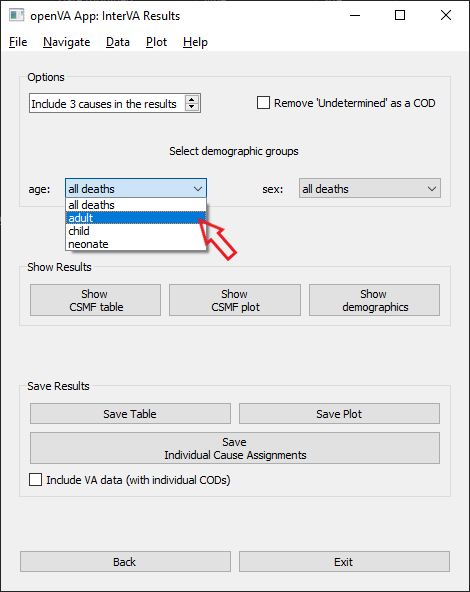 openVA App: InterVA Results
File Navigate Data Plot Help
Options
Include 3 causes in the results
Remove 'Undetermined' as a COD
Select demographic groups
age: all deaths sex: all deaths
all deaths
adult
child
neonate
Show Results
Show CSMF table
Show CSMF plot
Show demographics
Save Results
Save Table Save Plot
Save
Individual Cause Assignments
Include VA data (with individual CODs)
Back Exit